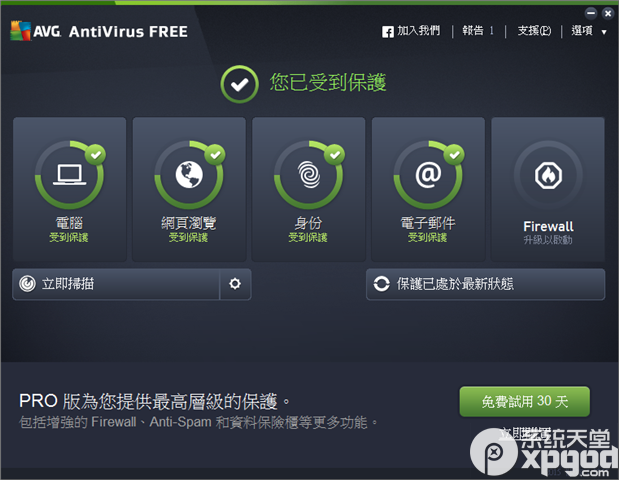 AVG. AntiVirus FREE
加入我們 | 報告 1 | 支援(P) | 選項
您已受到保護
電腦
受到保護
網頁瀏覽
受到保護
身份
受到保護
電子郵件
受到保護
Firewall
升級以啟動
立即掃描
保護已處於最新狀態
PRO 版為您提供最高層級的保護。
包括增強的 Firewall、Anti-Spam 和資料保險櫃等更多功能。
免費試用 30 天
系统天堂
xpgod.com